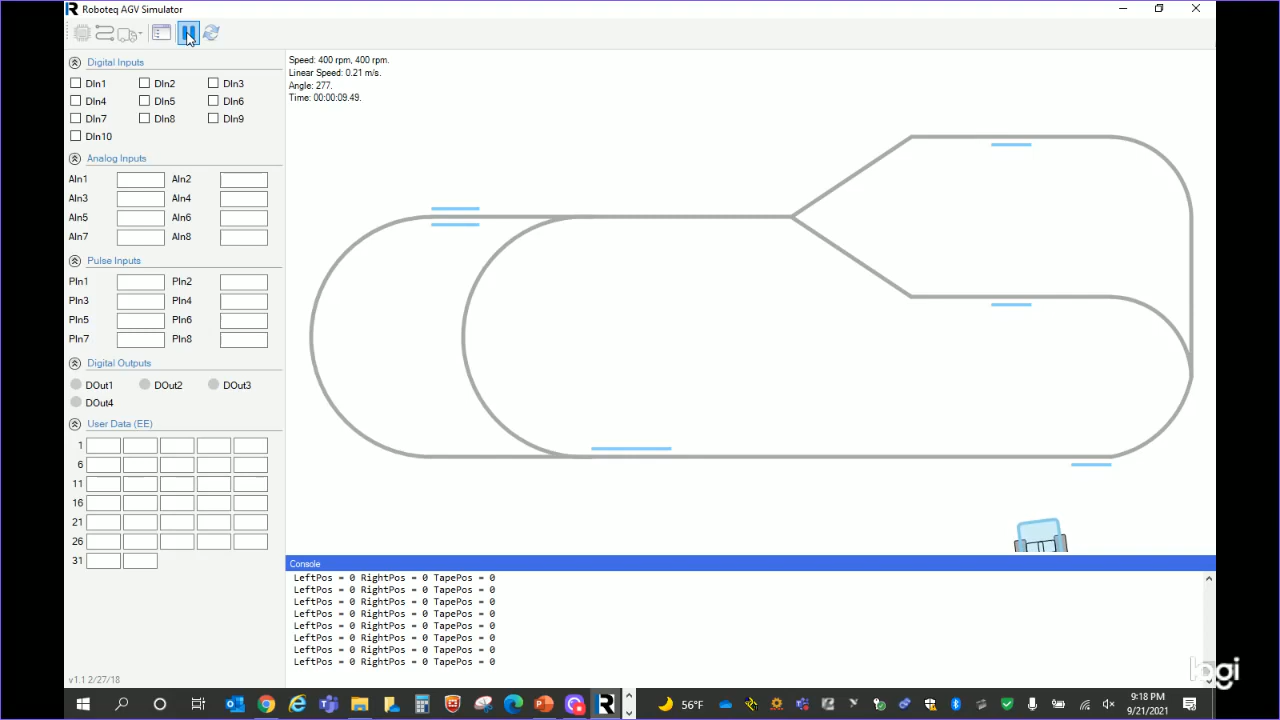 Roboteq AGV Simulator
Digital Inputs
DIn1 DIn2 DIn3
DIn4 DIn5 DIn6
DIn7 DIn8 DIn9
DIn10
Analog Inputs
AIn1 AIn2
AIn3 AIn4
AIn5 AIn6
AIn7 AIn8
Pulse Inputs
PIn1 PIn2
PIn3 PIn4
PIn5 PIn6
PIn7 PIn8
Digital Outputs
DOut1 DOut2 DOut3
DOut4
User Data (EE)
1
6
11
16
21
26
31
v1.1 2/27/18
Speed: 400 rpm, 400 rpm.
Linear Speed: 0.21 m/s.
Angle: 277.
Time: 00:00:09.49.
Console
LeftPos = 0 RightPos = 0 TapePos = 0
LeftPos = 0 RightPos = 0 TapePos = 0
LeftPos = 0 RightPos = 0 TapePos = 0
LeftPos = 0 RightPos = 0 TapePos = 0
LeftPos = 0 RightPos = 0 TapePos = 0
LeftPos = 0 RightPos = 0 TapePos = 0
LeftPos = 0 RightPos = 0 TapePos = 0
LeftPos = 0 RightPos = 0 TapePos = 0
logi
56°F
9:18 PM
9/21/2021